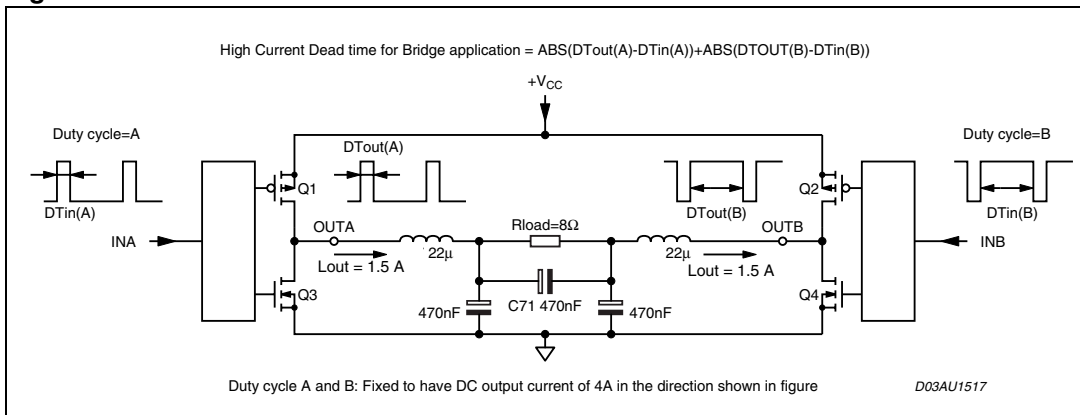 High Current Dead time for Bridge application = ABS(DTout(A)-DTin(A))+ABS(DTOUT(B)-DTin(B))
+VCC
Duty cycle=A
Duty cycle=B
DTout(A)
DTin(A)
Q1
Q2
DTout(B)
DTin(B)
INA
OUTA
Rload=8Ω
OUTB
INB
22µ
22µ
Lout = 1.5 A
Lout = 1.5 A
Q3
Q4
470nF
C71 470nF
470nF
Duty cycle A and B: Fixed to have DC output current of 4A in the direction shown in figure
D03AU1517